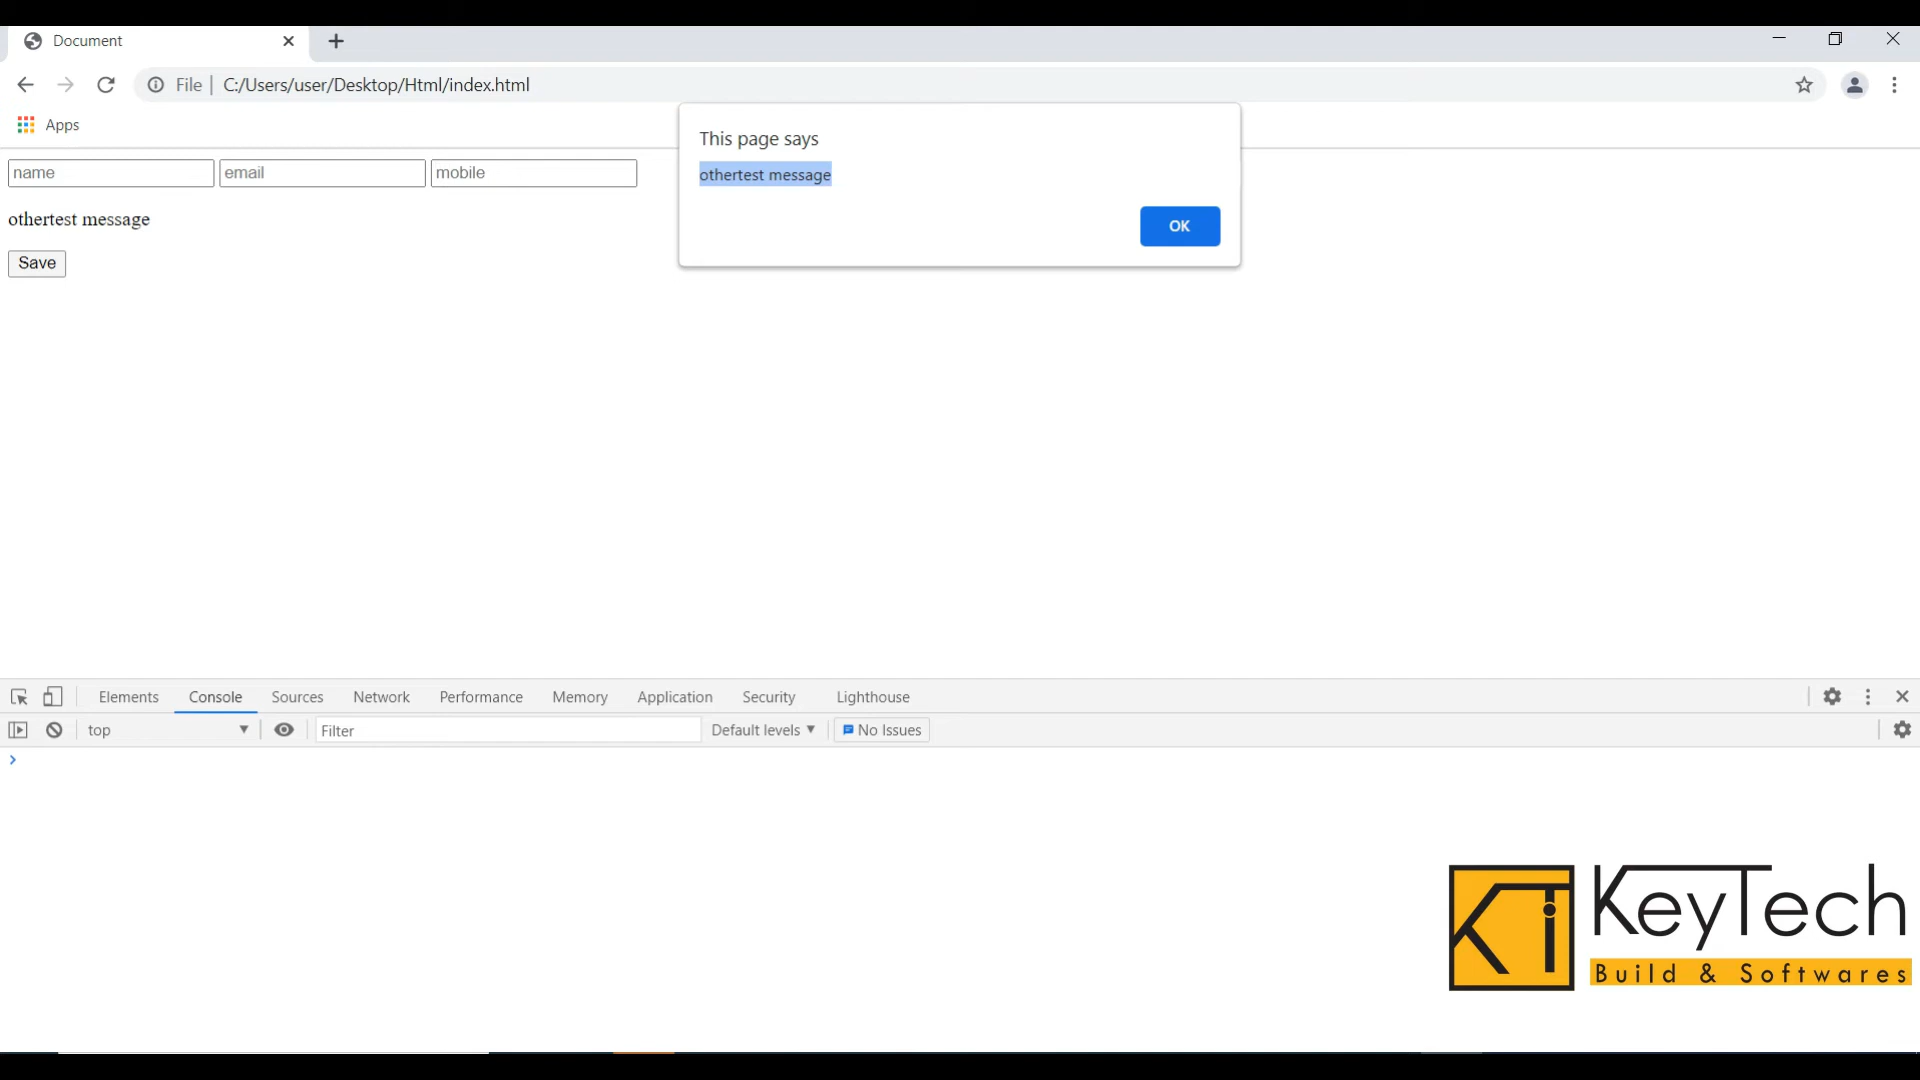 Document
File
C:/Users/user/Desktop/Html/index.html
Apps
This page says
othertest message
OK
name
email
mobile
othertest message
Save
Elements
Console
Sources
Network
Performance
Memory
Application
Security
Lighthouse
top
Filter
Default levels
No Issues
KeyTech
Build & Softwares